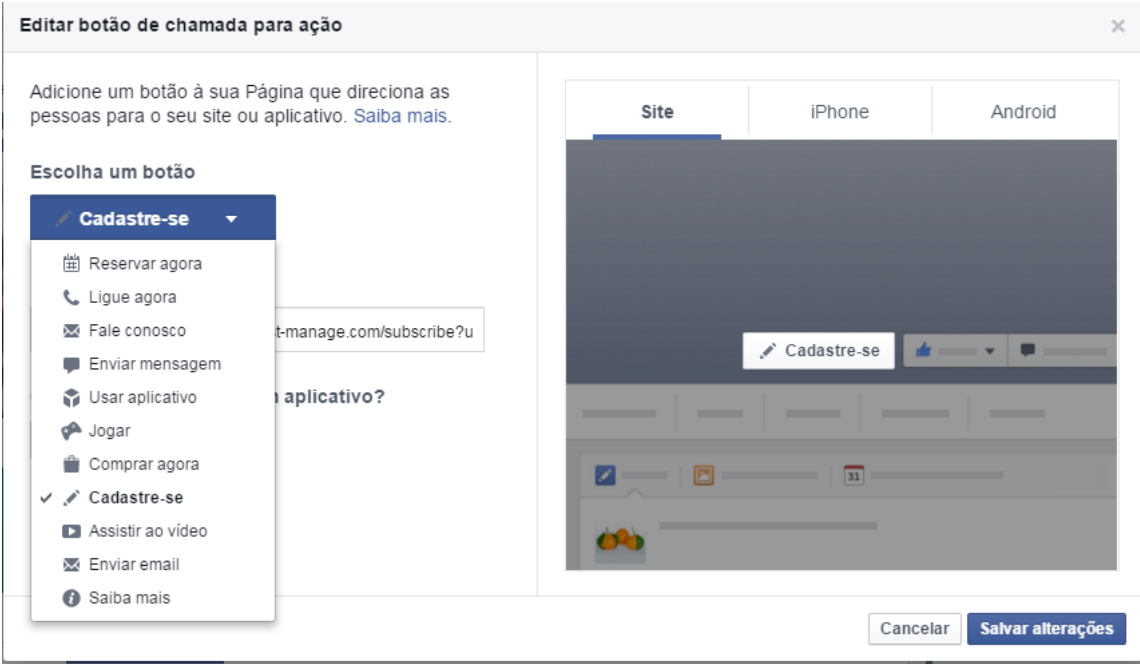 Editar botão de chamada para ação
Adicione um botão à sua Página que direciona as
pessoas para o seu site ou aplicativo. Saiba mais.
Escolha um botão
Cadastre-se
Reservar agora
Ligue agora
Fale conosco
t-manage.com/subscribe?u
Enviar mensagem
Usar aplicativo
aplicativo?
Jogar
Comprar agora
Cadastre-se
Assistir ao vídeo
Enviar email
Saiba mais
Site
iPhone
Android
Cadastre-se
31
Cancelar
Salvar alterações